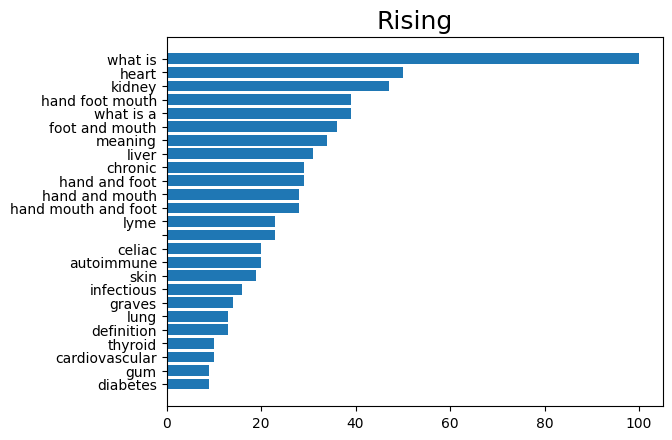 Rising
what is
heart
kidney
hand foot mouth
what is a
foot and mouth
meaning
liver
chronic
hand and foot
hand and mouth
hand mouth and foot
lyme
celiac
autoimmune
skin
infectious
graves
lung
definition
thyroid
cardiovascular
gum
diabetes
0 20 40 60 80 100